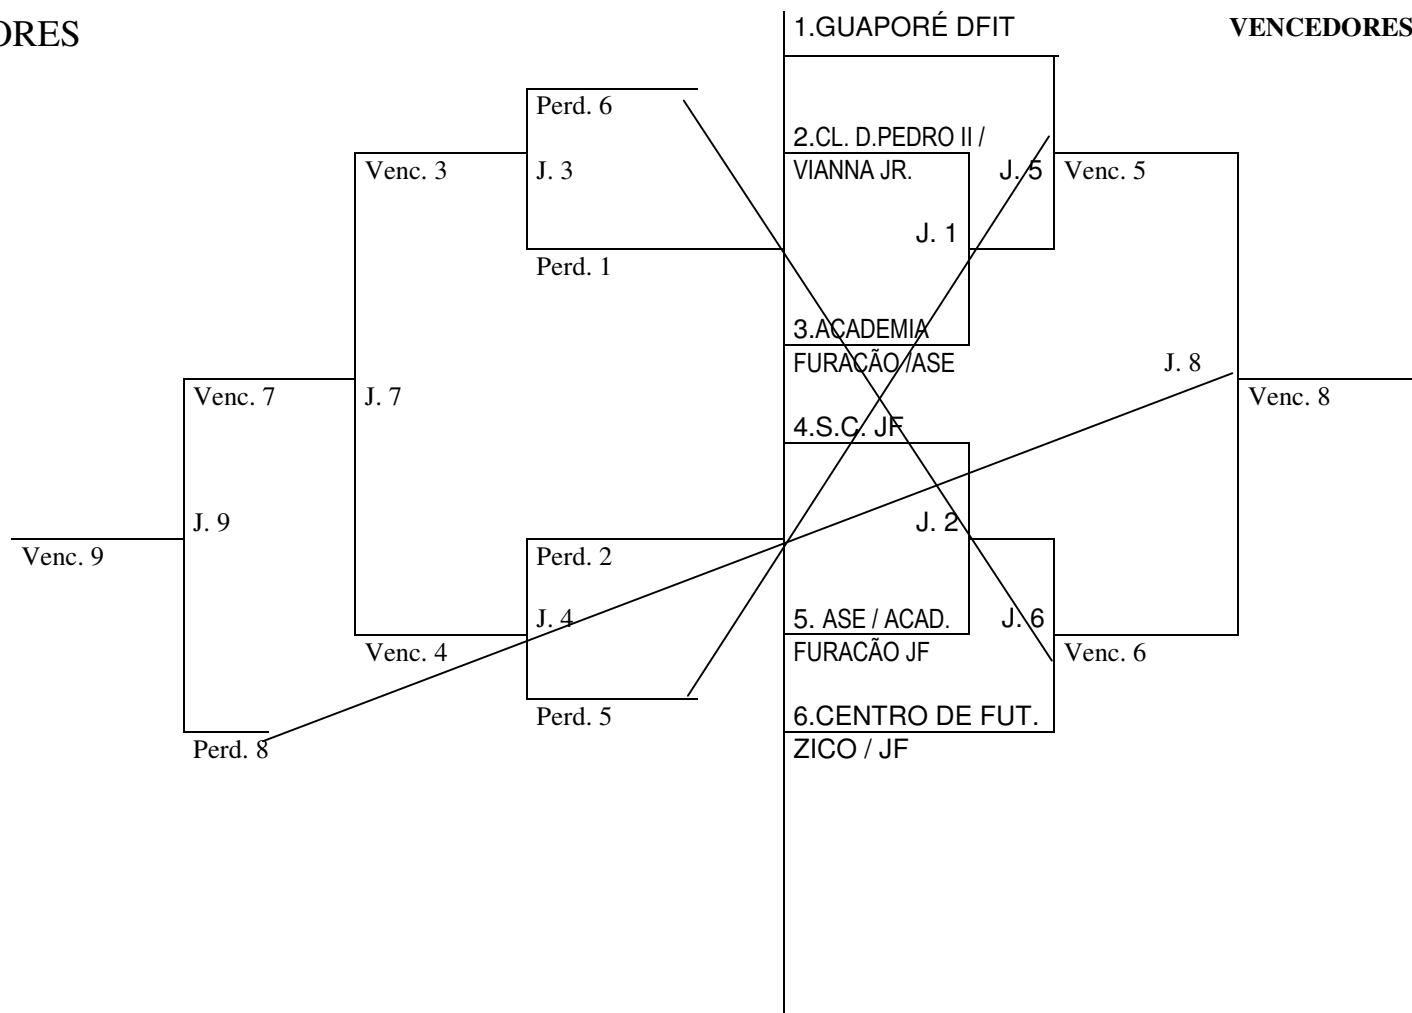 ORES
1.GUAPORÉ DFIT
VENCEDORES
Perd. 6
2.CL. D.PEDRO II /
VIANNA JR.
Venc. 3
J. 3
J. 5
Venc. 5
J. 1
Perd. 1
3.ACADEMIA
FURACÃO /ASE
J. 8
Venc. 7
J. 7
Venc. 8
4.S.C. JF
J. 9
J. 2
Venc. 9
Perd. 2
J. 4
5. ASE / ACAD.
FURACÃO JF
J. 6
Venc. 4
Venc. 6
Perd. 5
6.CENTRO DE FUT.
ZICO / JF
Perd. 8